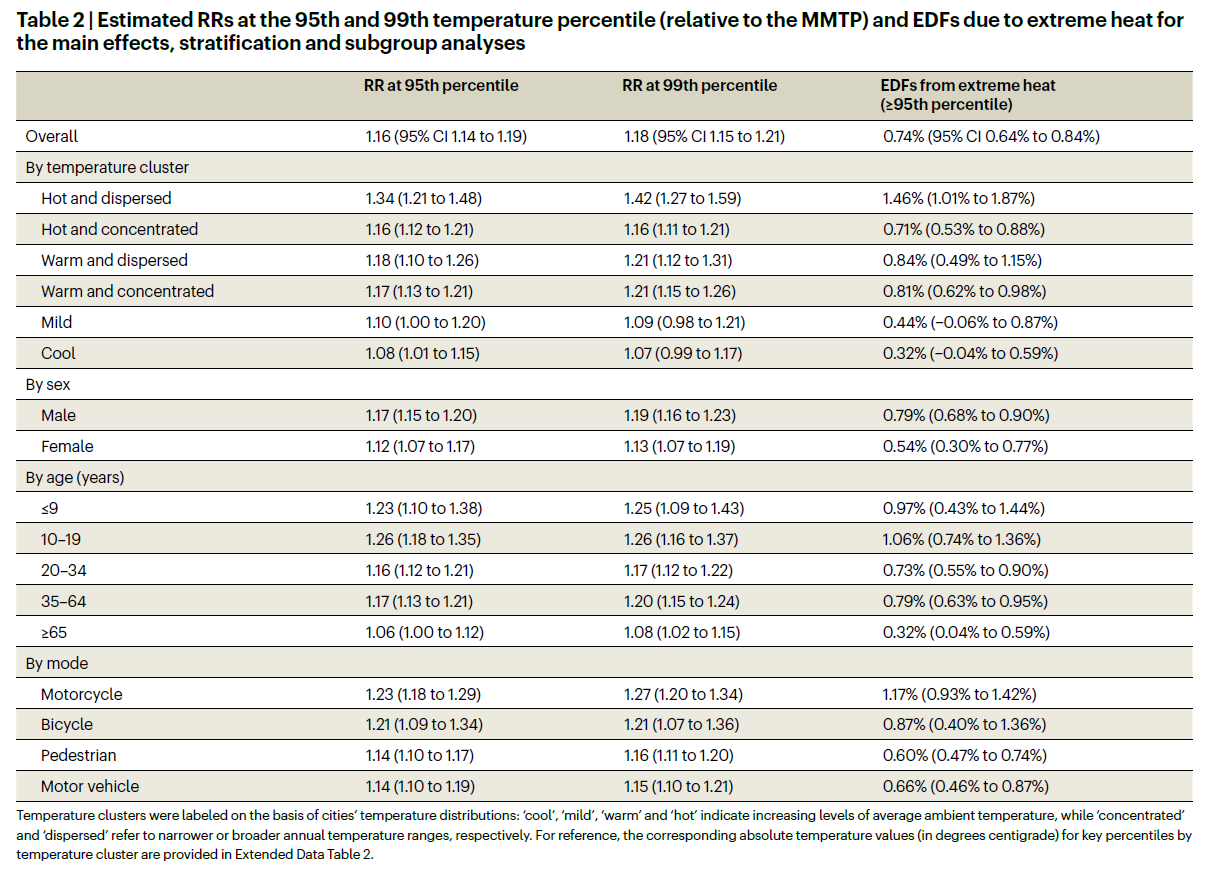 Table 2 | Estimated RRs at the 95th and 99th temperature percentile (relative to the MMTP) and EDFs due to extreme heat for
the main effects, stratification and subgroup analyses
RR at 95th percentile RR at 99th percentile EDFs from extreme heat
(≥95th percentile)
Overall 1.16 (95% CI 1.14 to 1.19) 1.18 (95% CI 1.15 to 1.21) 0.74% (95% CI 0.64% to 0.84%)
By temperature cluster
Hot and dispersed 1.34 (1.21 to 1.48) 1.42 (1.27 to 1.59) 1.46% (1.01% to 1.87%)
Hot and concentrated 1.16 (1.12 to 1.21) 1.16 (1.11 to 1.21) 0.71% (0.53% to 0.88%)
Warm and dispersed 1.18 (1.10 to 1.26) 1.21 (1.12 to 1.31) 0.84% (0.49% to 1.15%)
Warm and concentrated 1.17 (1.13 to 1.21) 1.21 (1.15 to 1.26) 0.81% (0.62% to 0.98%)
Mild 1.10 (1.00 to 1.20) 1.09 (0.98 to 1.21) 0.44% (−0.06% to 0.87%)
Cool 1.08 (1.01 to 1.15) 1.07 (0.99 to 1.17) 0.32% (−0.04% to 0.59%)
By sex
Male 1.17 (1.15 to 1.20) 1.19 (1.16 to 1.23) 0.79% (0.68% to 0.90%)
Female 1.12 (1.07 to 1.17) 1.13 (1.07 to 1.19) 0.54% (0.30% to 0.77%)
By age (years)
≤9 1.23 (1.10 to 1.38) 1.25 (1.09 to 1.43) 0.97% (0.43% to 1.44%)
10–19 1.26 (1.18 to 1.35) 1.26 (1.16 to 1.37) 1.06% (0.74% to 1.36%)
20–34 1.16 (1.12 to 1.21) 1.17 (1.12 to 1.22) 0.73% (0.55% to 0.90%)
35–64 1.17 (1.13 to 1.21) 1.20 (1.15 to 1.24) 0.79% (0.63% to 0.95%)
≥65 1.06 (1.00 to 1.12) 1.08 (1.02 to 1.15) 0.32% (0.04% to 0.59%)
By mode
Motorcycle 1.23 (1.18 to 1.29) 1.27 (1.20 to 1.34) 1.17% (0.93% to 1.42%)
Bicycle 1.21 (1.09 to 1.34) 1.21 (1.07 to 1.36) 0.87% (0.40% to 1.36%)
Pedestrian 1.14 (1.10 to 1.17) 1.16 (1.11 to 1.20) 0.60% (0.47% to 0.74%)
Motor vehicle 1.14 (1.10 to 1.19) 1.15 (1.10 to 1.21) 0.66% (0.46% to 0.87%)
Temperature clusters were labeled on the basis of cities’ temperature distributions: ‘cool’, ‘mild’, ‘warm’ and ‘hot’ indicate increasing levels of average ambient temperature, while ‘concentrated’
and ‘dispersed’ refer to narrower or broader annual temperature ranges, respectively. For reference, the corresponding absolute temperature values (in degrees centigrade) for key percentiles by
temperature cluster are provided in Extended Data Table 2.